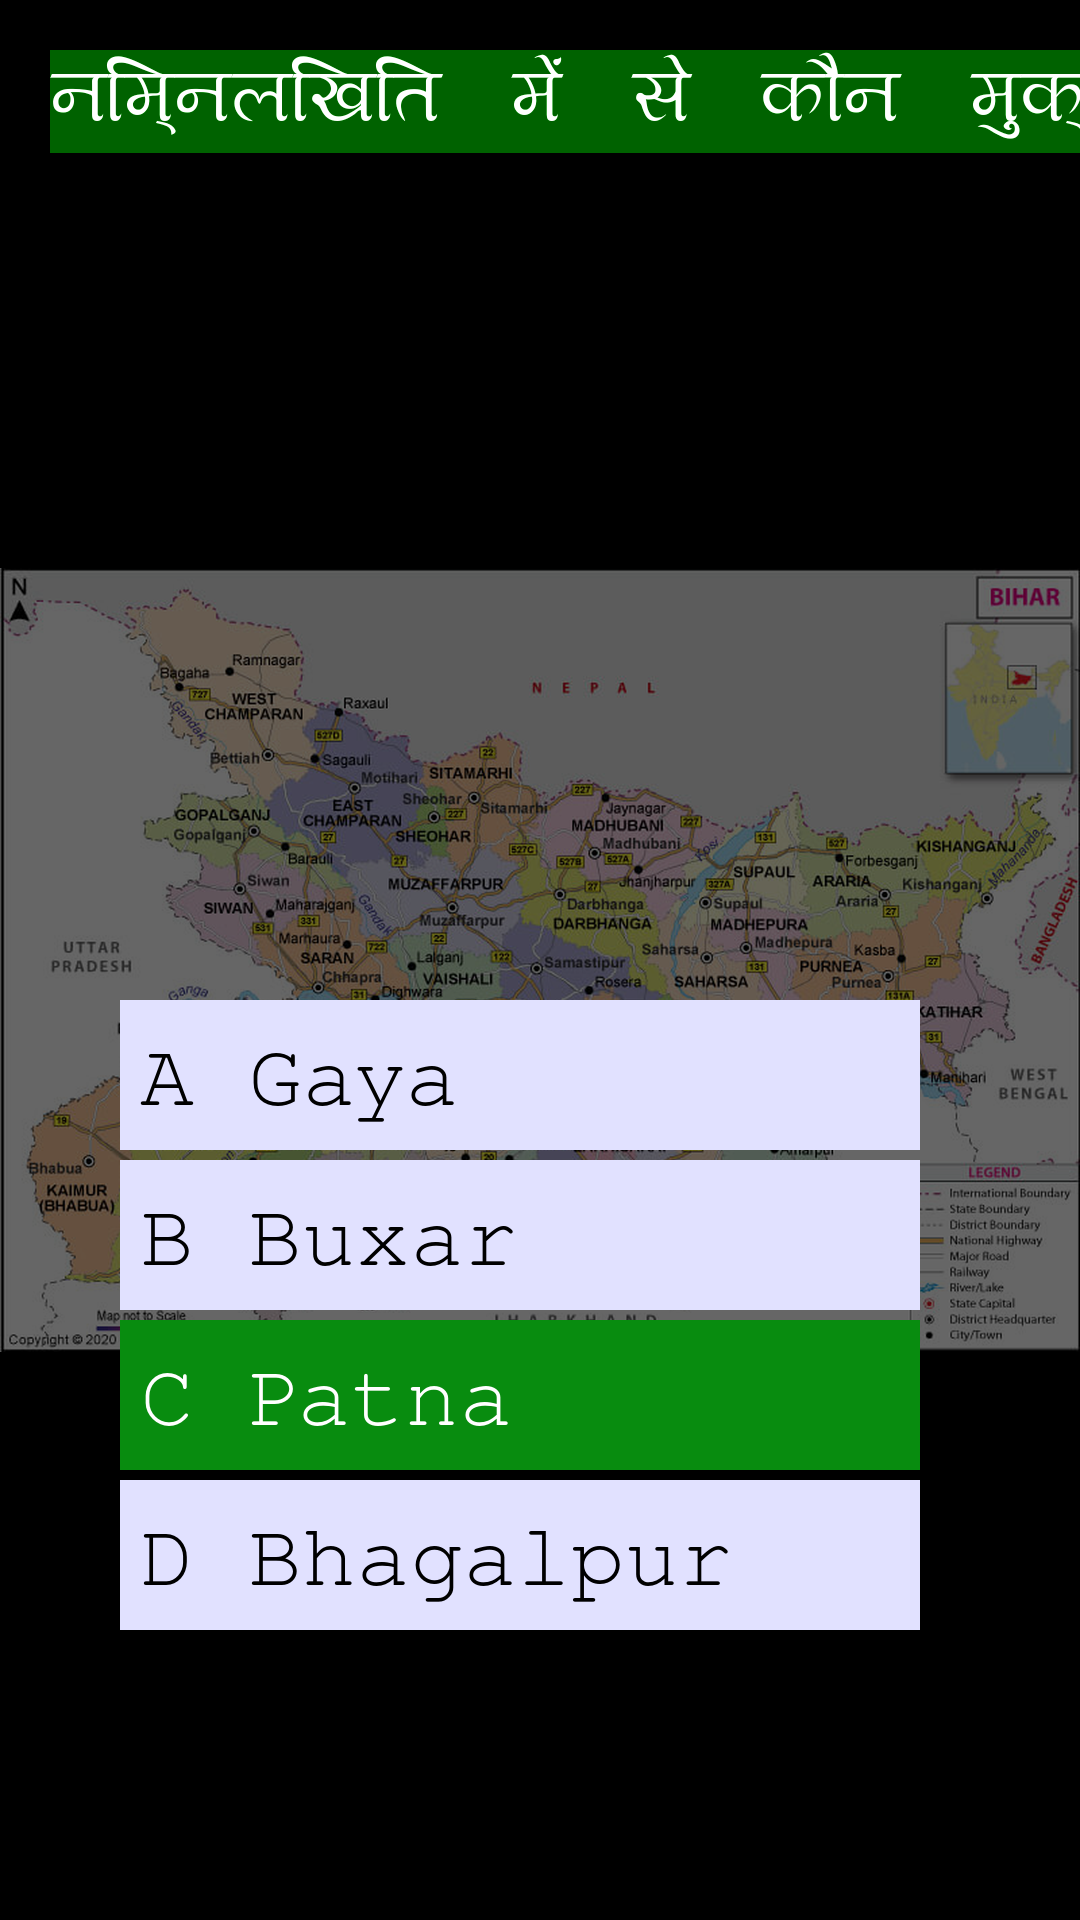 निम्नलिखित में से कौन
N
BIHAR
Ramnagar
Bagaha
727
WEST CHAMPARAN
Gandak
NEPAL
INDIA
Raxaul
527D
Bettiah
Sagauli
Motihari
SITAMARHI
22
Sheohar
Sitamarhi
227
227
Jaynagar
GOPALGANJ
EAST CHAMPARAN
SHEOHAR
MADHUBANI
227
Gopalganj
27
Madhubani
Kosi
131
527
KISHANGANJ
Mahananda
Barauli
27
527C
527B
527A
Forbesganj
Siwan
MUZAFFARPUR
27
Jhanjharpur
327A
SUPAUL
ARARIA
Kishanganj
SIWAN
Maharajganj
Gandak
Muzaffarpur
Darbhanga
Supaul
Araria
27
531
331
DARBHANGA
MADHEPURA
BANGLADESH
UTTAR PRADESH
Marhaura
722
22
Saharsa
Madhepura
Kasba
SARAN
Lalganj
122
Samastipur
131
PURNEA
27
Chhapra
VAISHALI
Rosera
SAHARSA
Purnea
Ganga
31
Dighwara
131A
KATIHAR
31
Manihari
WEST BENGAL
A Gaya
19
Bhabua
20
Amarpur
KAIMUR (BHABUA)
B Buxar
LEGEND
International Boundary
State Boundary
District Boundary
National Highway
Major Road
Railway
River/Lake
State Capital
District Headquarter
City/Town
Map not to Scale
JHARKHAND
Copyright © 2020
C Patna
D Bhagalpur